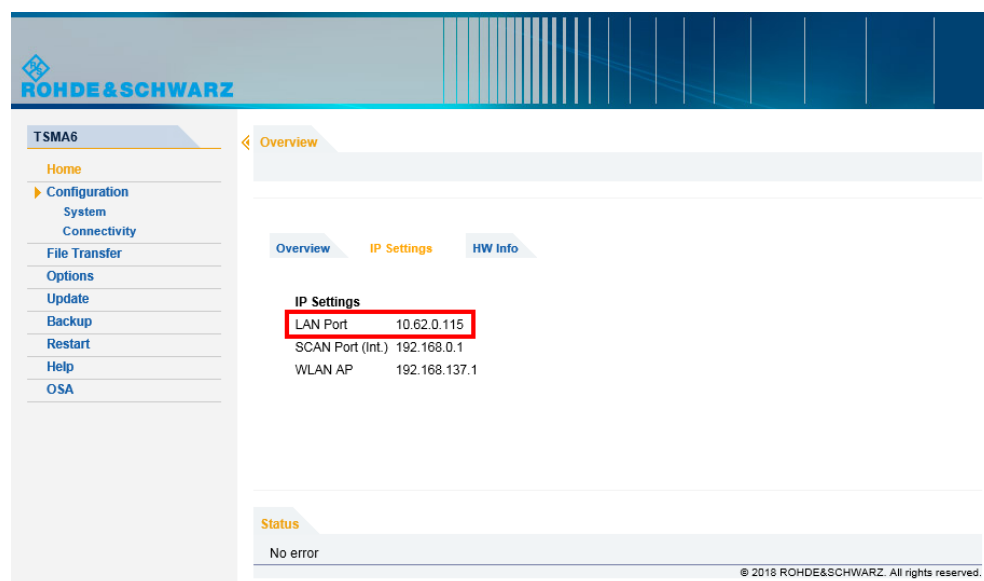 ROHDE&SCHWARZ
TSMA6
Home
Configuration
System
Connectivity
File Transfer
Options
Update
Backup
Restart
Help
OSA
Overview
Overview IP Settings HW Info
IP Settings
LAN Port 10.62.0.115
SCAN Port (Int.) 192.168.0.1
WLAN AP 192.168.137.1
Status
No error
© 2018 ROHDE&SCHWARZ. All rights reserved.